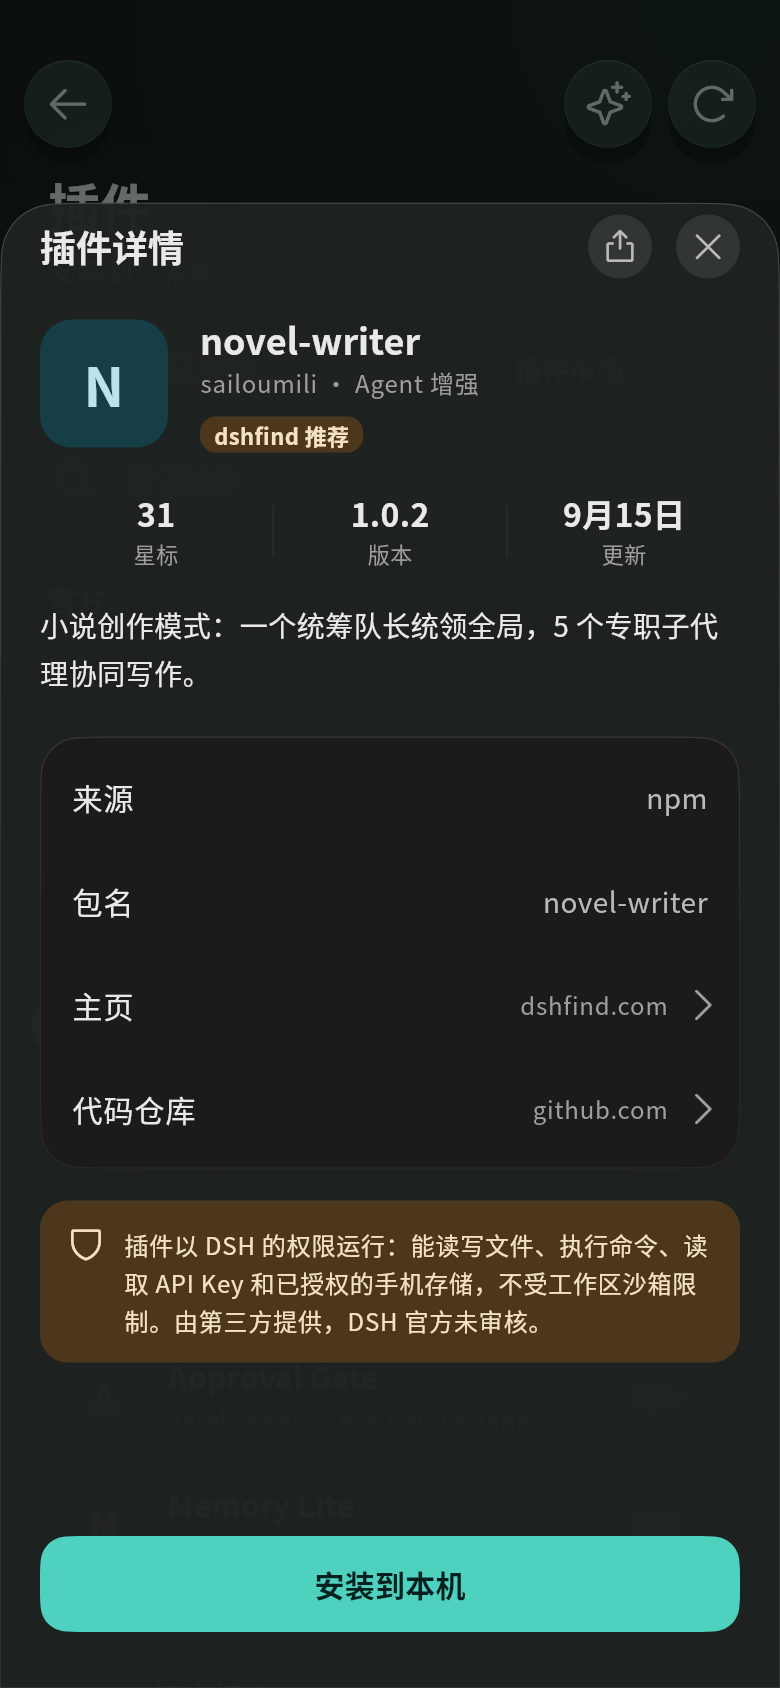 插件
插件详情
N
novel-writer
sailoumili · Agent 增强
dshfind 推荐
31
星标
1.0.2
版本
9月15日
更新
小说创作模式：一个统筹队长统领全局，5 个专职子代
理协同写作。
来源
npm
包名
novel-writer
主页
dshfind.com
代码仓库
github.com
插件以 DSH 的权限运行：能读写文件、执行命令、读
取 API Key 和已授权的手机存储，不受工作区沙箱限
制。由第三方提供，DSH 官方未审核。
Approval Gate
Memory Lite
安装到本机